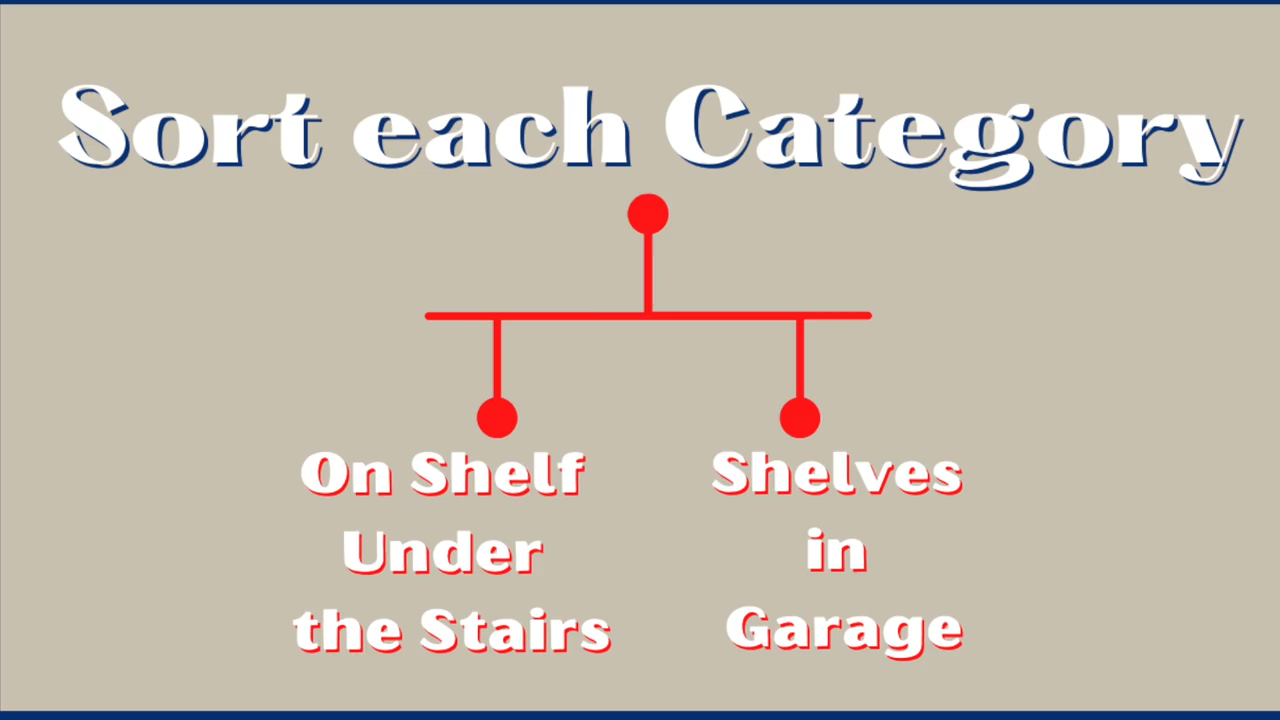 Sort each Category
On Shelf
Under
the Stairs
Shelves
in
Garage